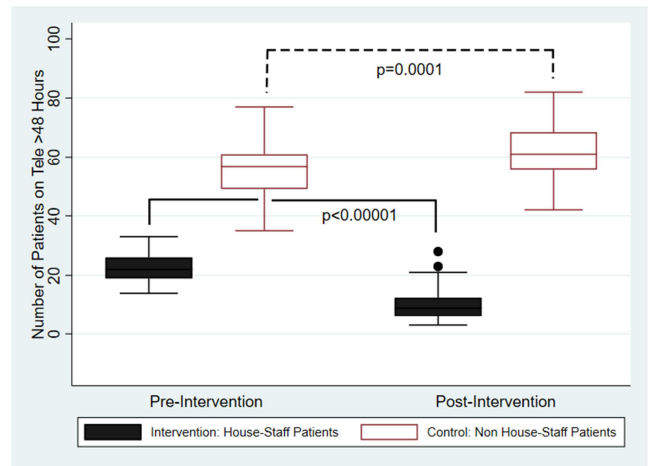 Number of Patients on Tele >48 Hours
100
80
60
40
20
0
p=0.0001
p<0.00001
Pre-Intervention
Post-Intervention
Intervention: House-Staff Patients
Control: Non House-Staff Patients